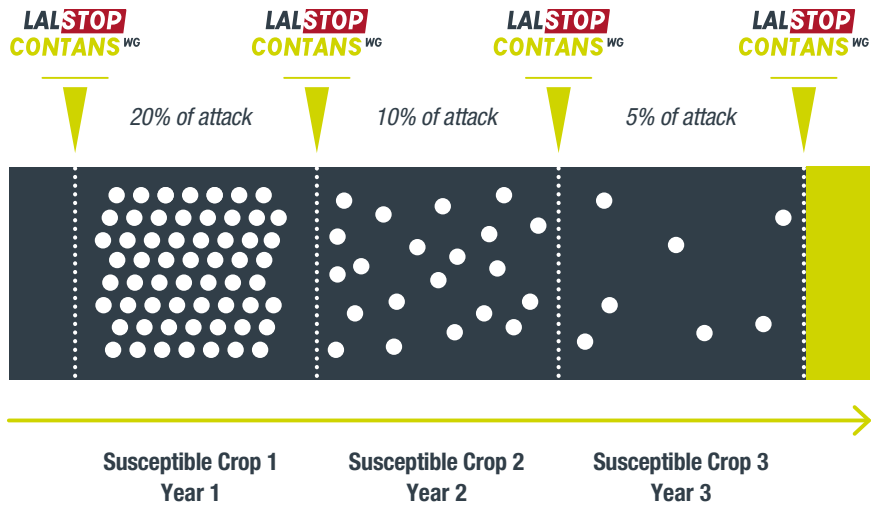 LALSTOP
CONTANS WG
LALSTOP
CONTANS WG
LALSTOP
CONTANS WG
LALSTOP
CONTANS WG
20% of attack
10% of attack
5% of attack
Susceptible Crop 1
Year 1
Susceptible Crop 2
Year 2
Susceptible Crop 3
Year 3